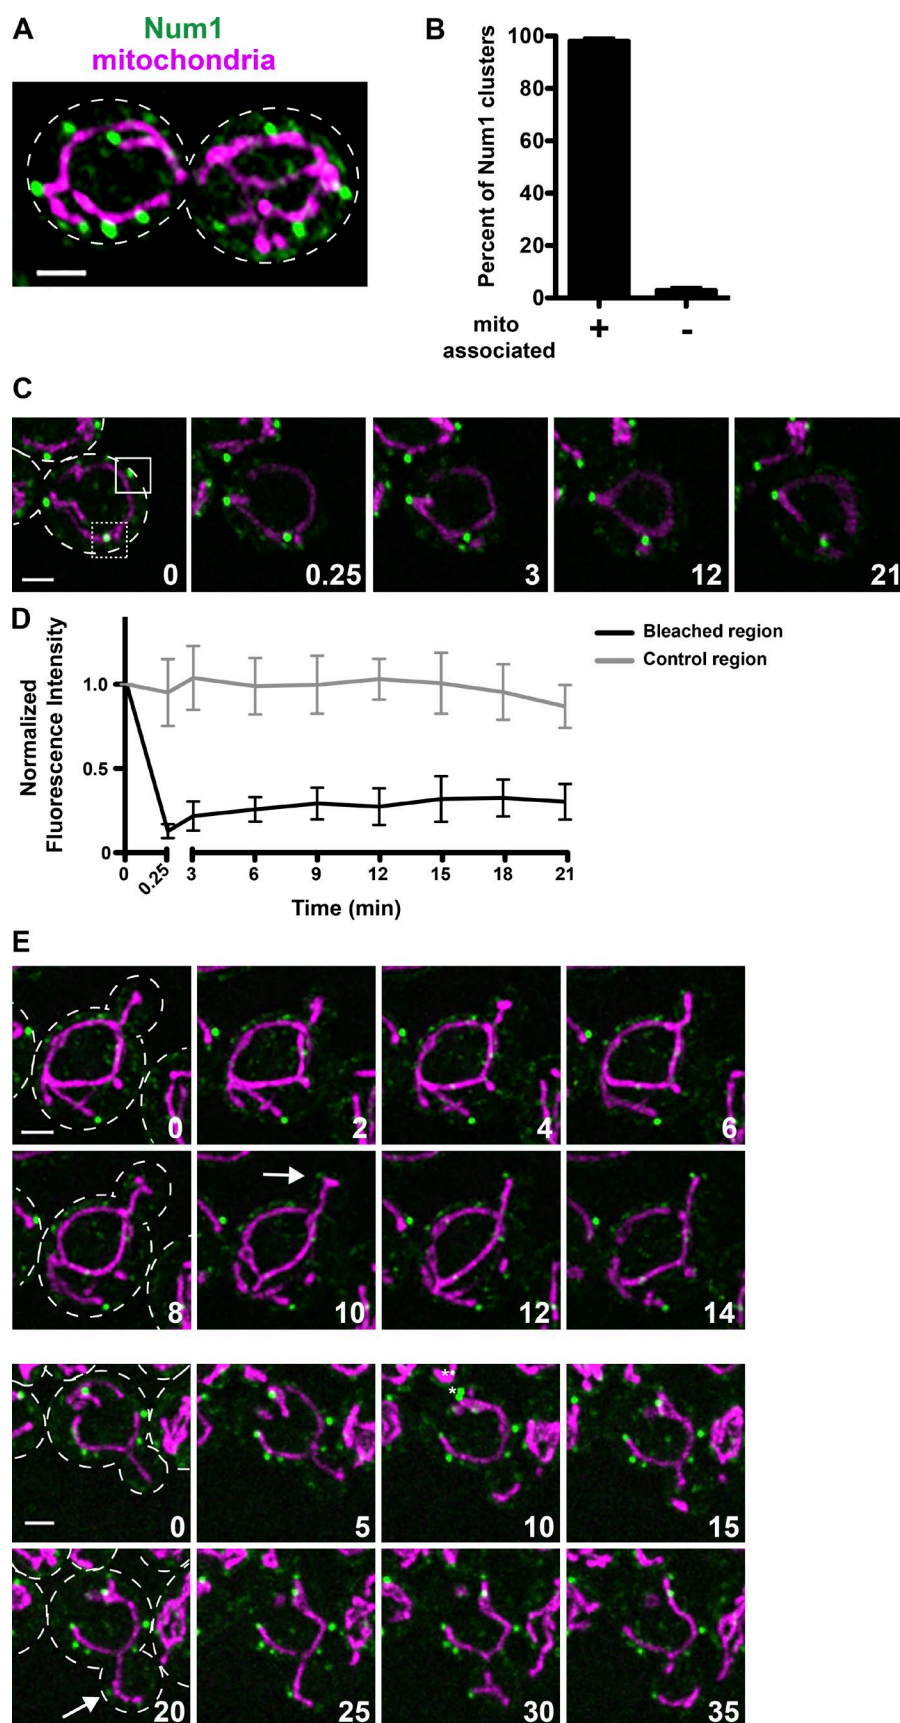 A
Num1
mitochondria
B
Percent of Num1 clusters
100
80
60
40
20
0
mito associated
+ -
C
0 0.25 3 12 21
D
Normalized
Fluorescence Intensity
1.0
0.5
0
0 0.25 3 6 9 12 15 18 21
Time (min)
Bleached region
Control region
E
0 2 4 6
8 10 12 14
* *
0 5 10 15
20 25 30 35